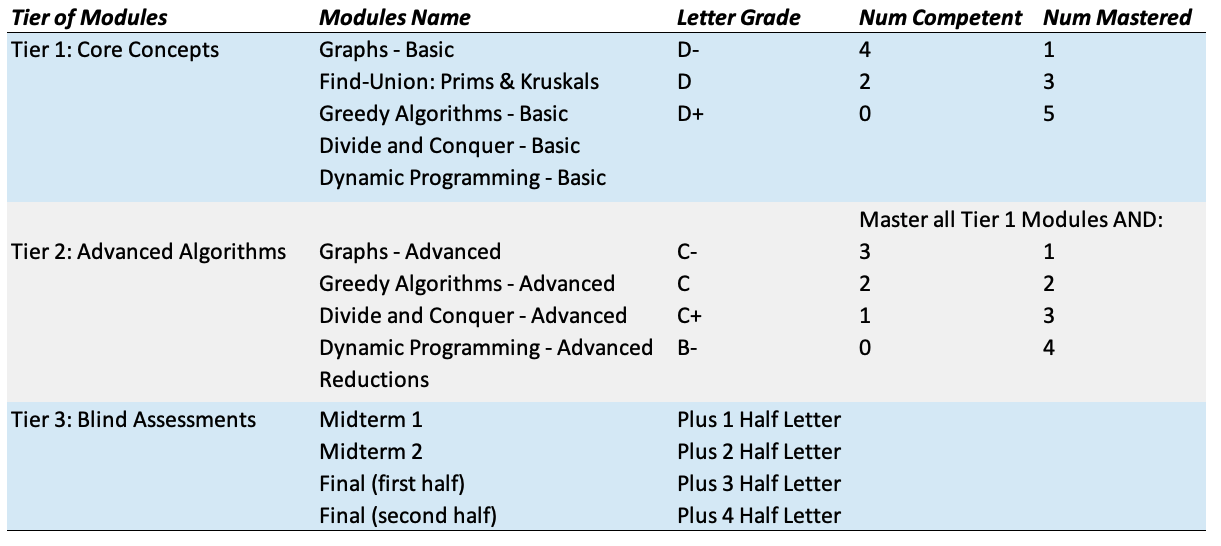 Tier of Modules Modules Name Letter Grade Num Competent Num Mastered
Tier 1: Core Concepts Graphs - Basic D- 4 1
Find-Union: Prims & Kruskals D 2 3
Greedy Algorithms - Basic D+ 0 5
Divide and Conquer - Basic
Dynamic Programming - Basic
Master all Tier 1 Modules AND:
Tier 2: Advanced Algorithms Graphs - Advanced C- 3 1
Greedy Algorithms - Advanced C 2 2
Divide and Conquer - Advanced C+ 1 3
Dynamic Programming - Advanced B- 0 4
Reductions
Tier 3: Blind Assessments Midterm 1 Plus 1 Half Letter
Midterm 2 Plus 2 Half Letter
Final (first half) Plus 3 Half Letter
Final (second half) Plus 4 Half Letter